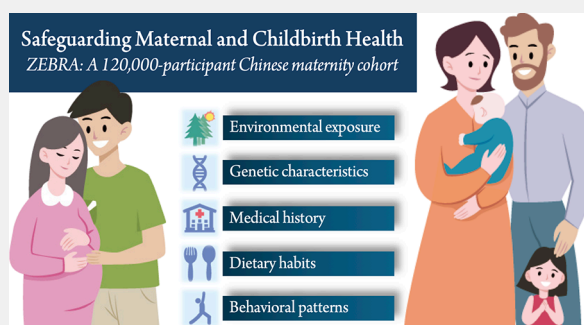 Safeguarding Maternal and Childbirth Health
ZEBRA: A 120,000-participant Chinese maternity cohort
Environmental exposure
Genetic characteristics
Medical history
Dietary habits
Behavioral patterns